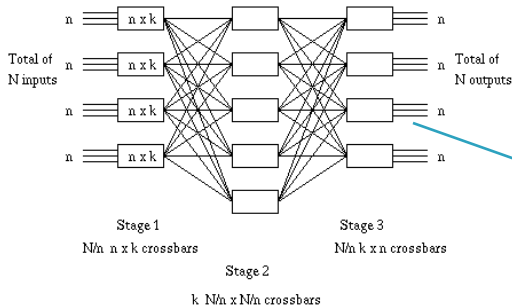 n
n x k
n
Total of
N inputs
n
n x k
n
Total of
N outputs
n
n x k
n
n
n x k
n
Stage 1
N/n n x k crossbars
Stage 3
N/n k x n crossbars
Stage 2
k N/n x N/n crossbars